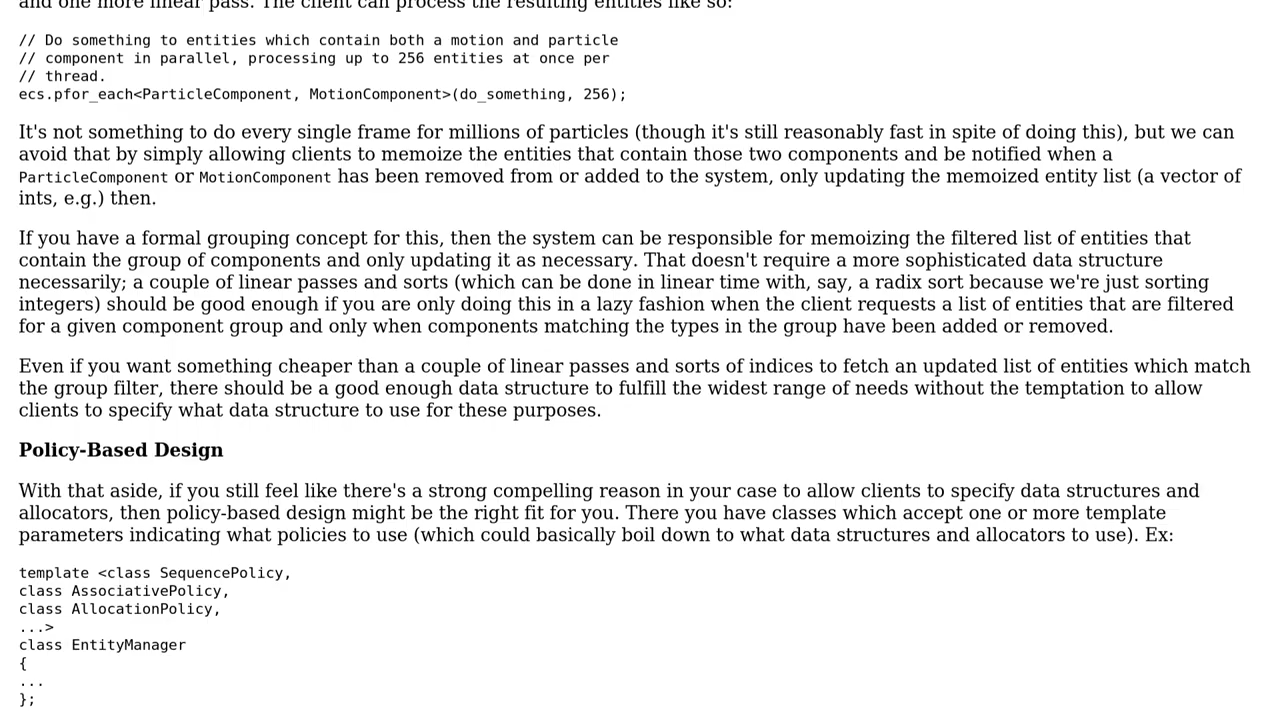 and one more linear pass. The client can process the resulting entities like so:
// Do something to entities which contain both a motion and particle
// component in parallel, processing up to 256 entities at once per
// thread.
ecs.pfor_each<ParticleComponent, MotionComponent>(do_something, 256);
It's not something to do every single frame for millions of particles (though it's still reasonably fast in spite of doing this), but we can
avoid that by simply allowing clients to memoize the entities that contain those two components and be notified when a
ParticleComponent or MotionComponent has been removed from or added to the system, only updating the memoized entity list (a vector of
ints, e.g.) then.
If you have a formal grouping concept for this, then the system can be responsible for memoizing the filtered list of entities that
contain the group of components and only updating it as necessary. That doesn't require a more sophisticated data structure
necessarily; a couple of linear passes and sorts (which can be done in linear time with, say, a radix sort because we're just sorting
integers) should be good enough if you are only doing this in a lazy fashion when the client requests a list of entities that are filtered
for a given component group and only when components matching the types in the group have been added or removed.
Even if you want something cheaper than a couple of linear passes and sorts of indices to fetch an updated list of entities which match
the group filter, there should be a good enough data structure to fulfill the widest range of needs without the temptation to allow
clients to specify what data structure to use for these purposes.
Policy-Based Design
With that aside, if you still feel like there's a strong compelling reason in your case to allow clients to specify data structures and
allocators, then policy-based design might be the right fit for you. There you have classes which accept one or more template
parameters indicating what policies to use (which could basically boil down to what data structures and allocators to use). Ex:
template <class SequencePolicy,
class AssociativePolicy,
class AllocationPolicy,
...>
class EntityManager
{
...
};